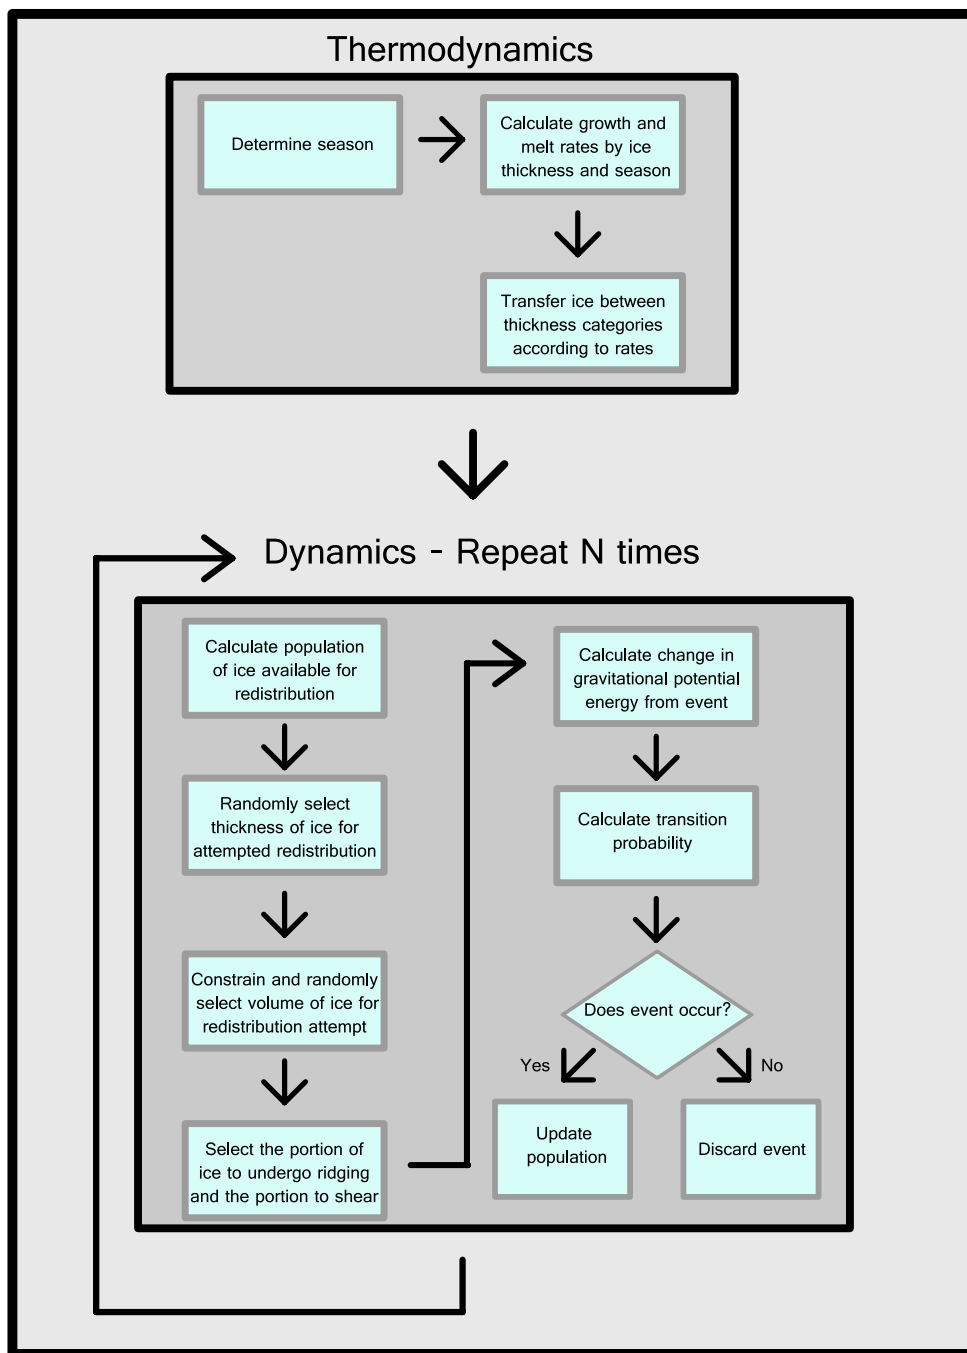 Thermodynamics
Determine season
Calculate growth and
melt rates by ice
thickness and season
Transfer ice between
thickness categories
according to rates
Dynamics - Repeat N times
Calculate population
of ice available for
redistribution
Randomly select
thickness of ice for
attempted redistribution
Constrain and randomly
select volume of ice for
redistribution attempt
Select the portion of
ice to undergo ridging
and the portion to shear
Calculate change in
gravitational potential
energy from event
Calculate transition
probability
Does event occur?
Yes
No
Update
population
Discard event